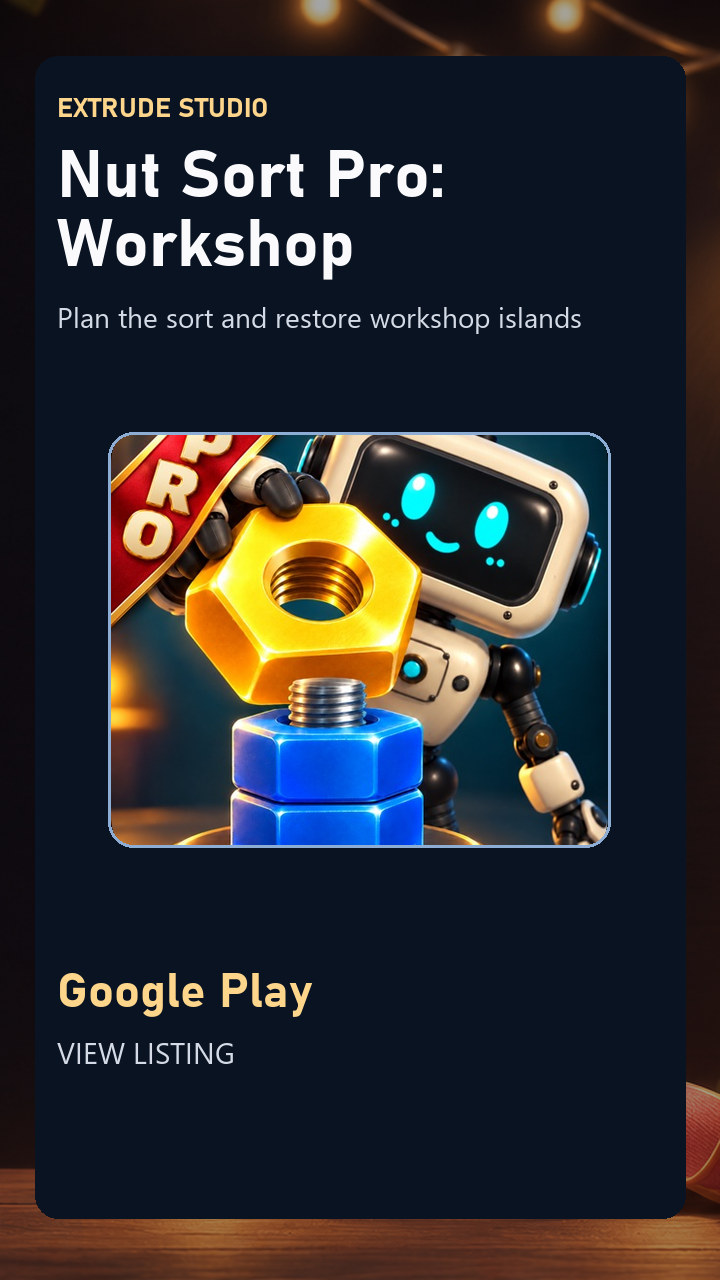 EXTRUDE STUDIO
Nut Sort Pro:
Workshop
Plan the sort and restore workshop islands
PRO
Google Play
VIEW LISTING